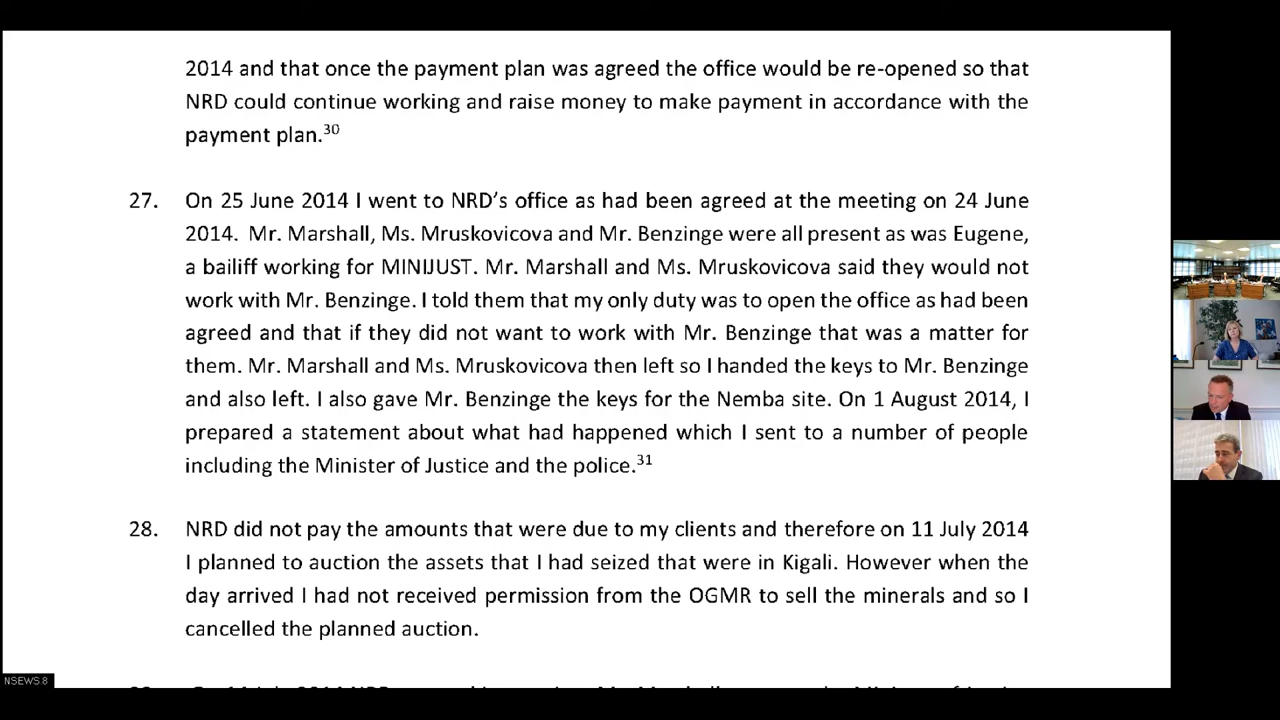 2014 and that once the payment plan was agreed the office would be re-opened so that
NRD could continue working and raise money to make payment in accordance with the
payment plan.30
27. On 25 June 2014 I went to NRD’s office as had been agreed at the meeting on 24 June
2014. Mr. Marshall, Ms. Mruskovicova and Mr. Benzinge were all present as was Eugene,
a bailiff working for MINIJUST. Mr. Marshall and Ms. Mruskovicova said they would not
work with Mr. Benzinge. I told them that my only duty was to open the office as had been
agreed and that if they did not want to work with Mr. Benzinge that was a matter for
them. Mr. Marshall and Ms. Mruskovicova then left so I handed the keys to Mr. Benzinge
and also left. I also gave Mr. Benzinge the keys for the Nemba site. On 1 August 2014, I
prepared a statement about what had happened which I sent to a number of people
including the Minister of Justice and the police.31
28. NRD did not pay the amounts that were due to my clients and therefore on 11 July 2014
I planned to auction the assets that I had seized that were in Kigali. However when the
day arrived I had not received permission from the OGMR to sell the minerals and so I
cancelled the planned auction.
NSEWS.8